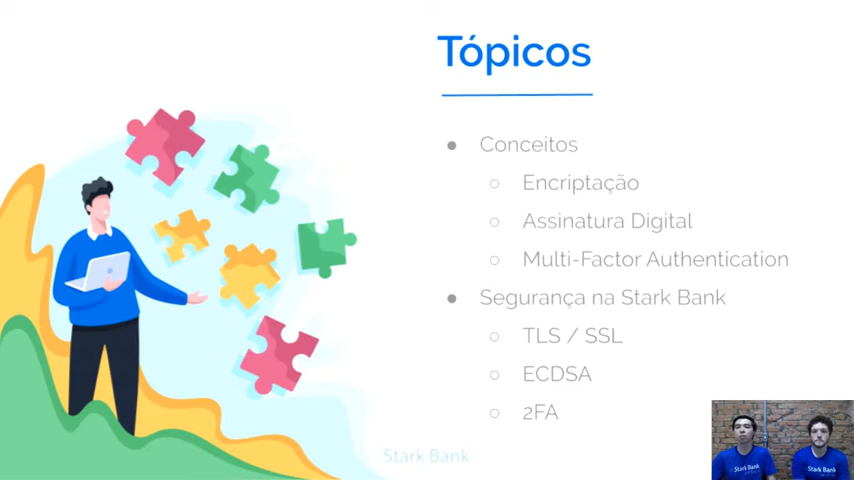 Tópicos
Conceitos
Encriptação
Assinatura Digital
Multi-Factor Authentication
Segurança na Stark Bank
TLS / SSL
ECDSA
2FA
Stark Bank
Stark Bank
Stark Bank